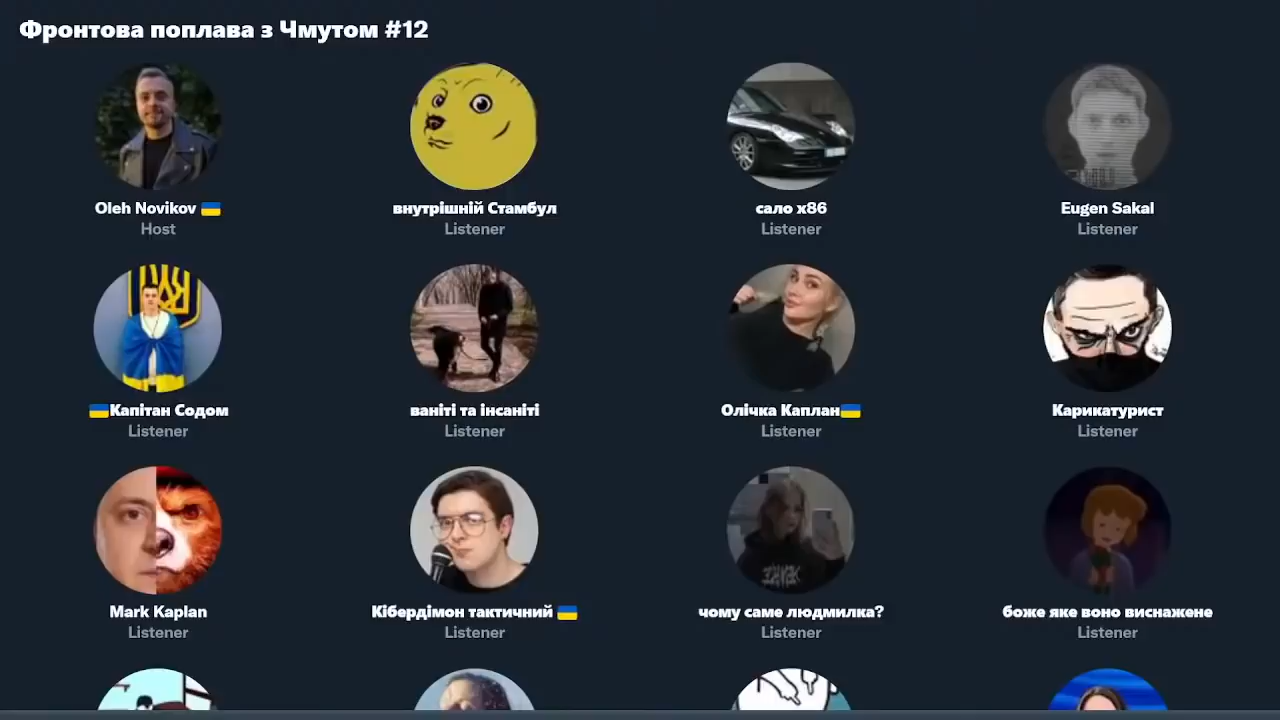 Фронтова поплава з Чмутом #12
Oleh Novikov 🇺🇦
Host
внутрішній Стамбул
Listener
сало x86
Listener
Eugen Sakal
Listener
🇺🇦Капітан Содом
Listener
ваніті та інсаніті
Listener
Олічка Каплан🇺🇦
Listener
Карикатурист
Listener
Mark Kaplan
Listener
Кібердімон тактичний 🇺🇦
Listener
чому саме людмилка?
Listener
боже яке воно виснажене
Listener